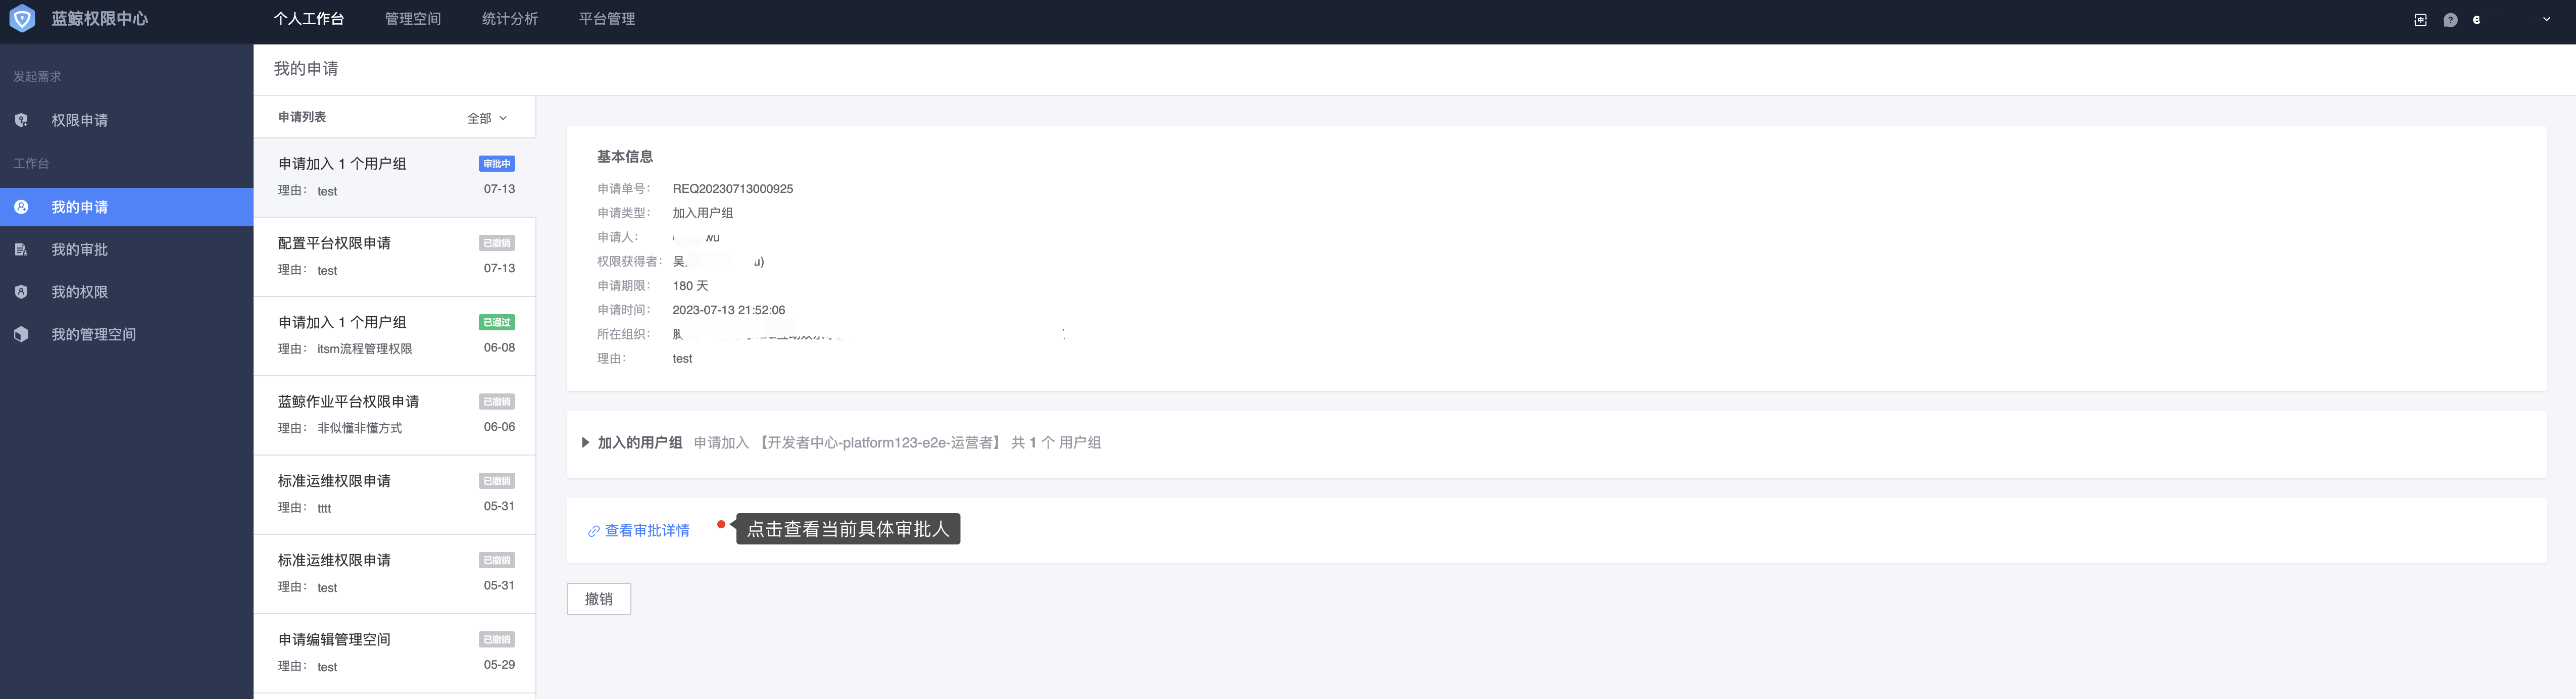 蓝鲸权限中心
个人工作台 管理空间 统计分析 平台管理
发起需求
权限申请
工作台
我的申请
我的审批
我的权限
我的管理空间
我的申请
申请列表 全部
申请加入 1 个用户组 审批中
理由： test 07-13
配置平台权限申请 已撤销
理由： test 07-13
申请加入 1 个用户组 已通过
理由： itsm流程管理权限 06-08
蓝鲸作业平台权限申请 已撤销
理由： 非似懂非懂方式 06-06
标准运维权限申请 已撤销
理由： tttt 05-31
标准运维权限申请 已撤销
理由： test 05-31
申请编辑管理空间 已撤销
理由： test 05-29
基本信息
申请单号： REQ20230713000925
申请类型： 加入用户组
申请人： wu
权限获得者： 吴 u)
申请期限： 180 天
申请时间： 2023-07-13 21:52:06
所在组织：
理由： test
加入的用户组 申请加入 【开发者中心-platform123-e2e-运营者】 共 1 个 用户组
查看审批详情 点击查看当前具体审批人
撤销